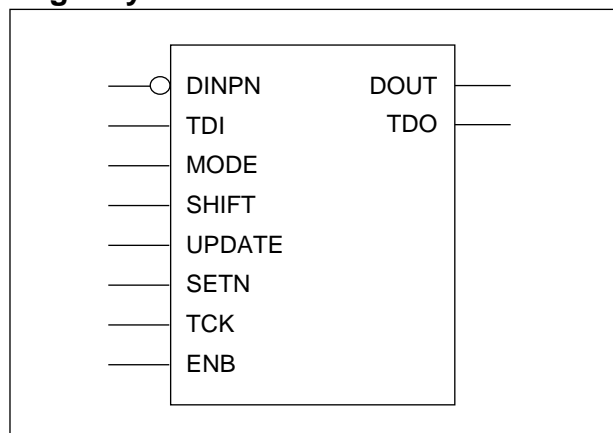 DINPN DOUT
TDI TDO
MODE
SHIFT
UPDATE
SETN
TCK
ENB